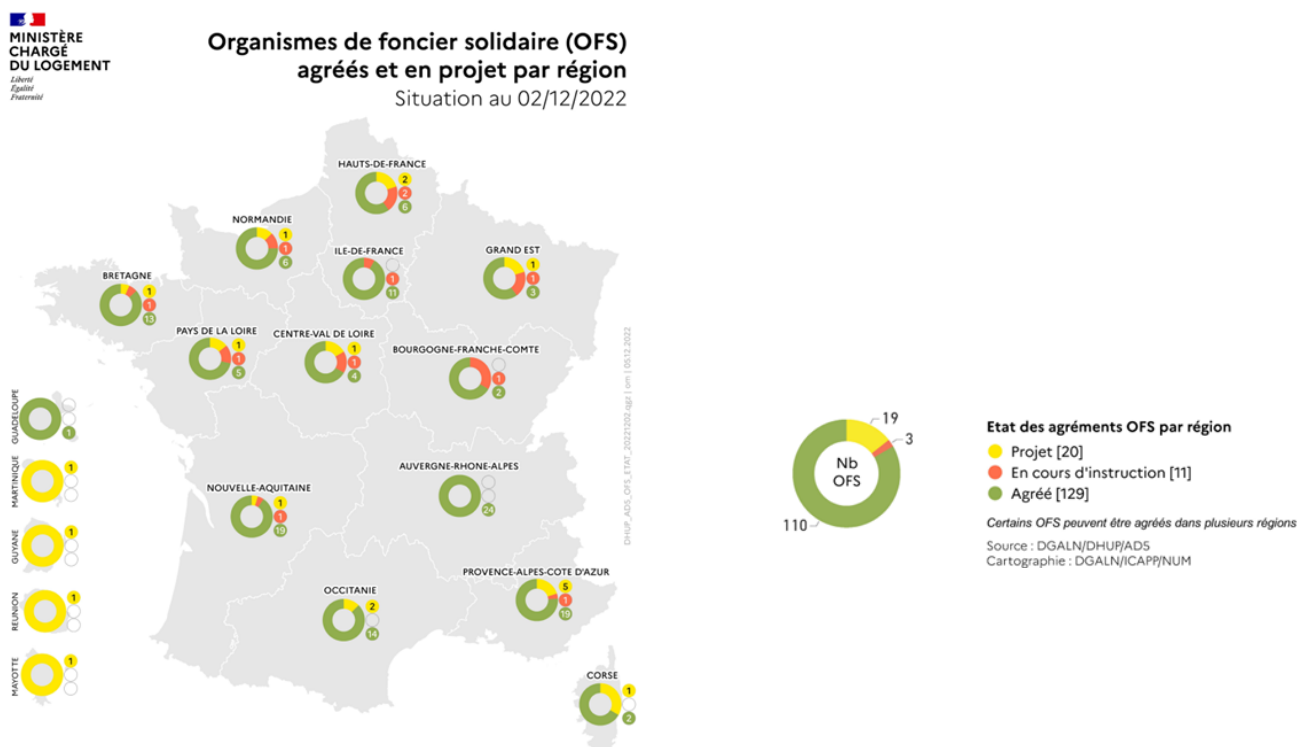 MINISTÈRE
CHARGÉ
DU LOGEMENT
Liberté
Égalité
Fraternité
Organismes de foncier solidaire (OFS)
agréés et en projet par région
Situation au 02/12/2022
HAUTS-DE-FRANCE
2
2
6
NORMANDIE
1
1
6
ILE-DE-FRANCE
1
11
GRAND EST
1
1
3
BRETAGNE
1
1
13
PAYS DE LA LOIRE
1
1
5
CENTRE-VAL DE LOIRE
1
1
4
BOURGOGNE-FRANCHE-COMTE
1
2
GUADELOUPE
1
MARTINIQUE
1
GUYANE
1
REUNION
1
MAYOTTE
1
AUVERGNE-RHONE-ALPES
24
NOUVELLE-AQUITAINE
1
1
19
PROVENCE-ALPES-COTE D'AZUR
5
1
19
OCCITANIE
2
14
CORSE
1
2
DHUP_ADS_OFS_ETAT_20221202.qgz | om | 05.12.2022
19
3
110
Nb
OFS
Etat des agréments OFS par région
Projet [20]
En cours d'instruction [11]
Agréé [129]
Certains OFS peuvent être agréés dans plusieurs régions
Source : DGALN/DHUP/ADS
Cartographie : DGALN/ICAPP/NUM